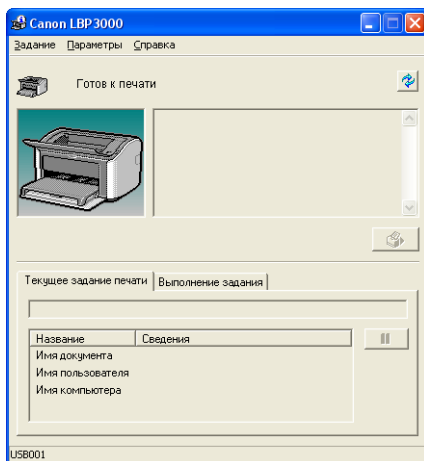 Canon LBP3000
Задание Параметры Справка
Готов к печати
Текущее задание печати Выполнение задания
Название Сведения
Имя документа
Имя пользователя
Имя компьютера
USB001